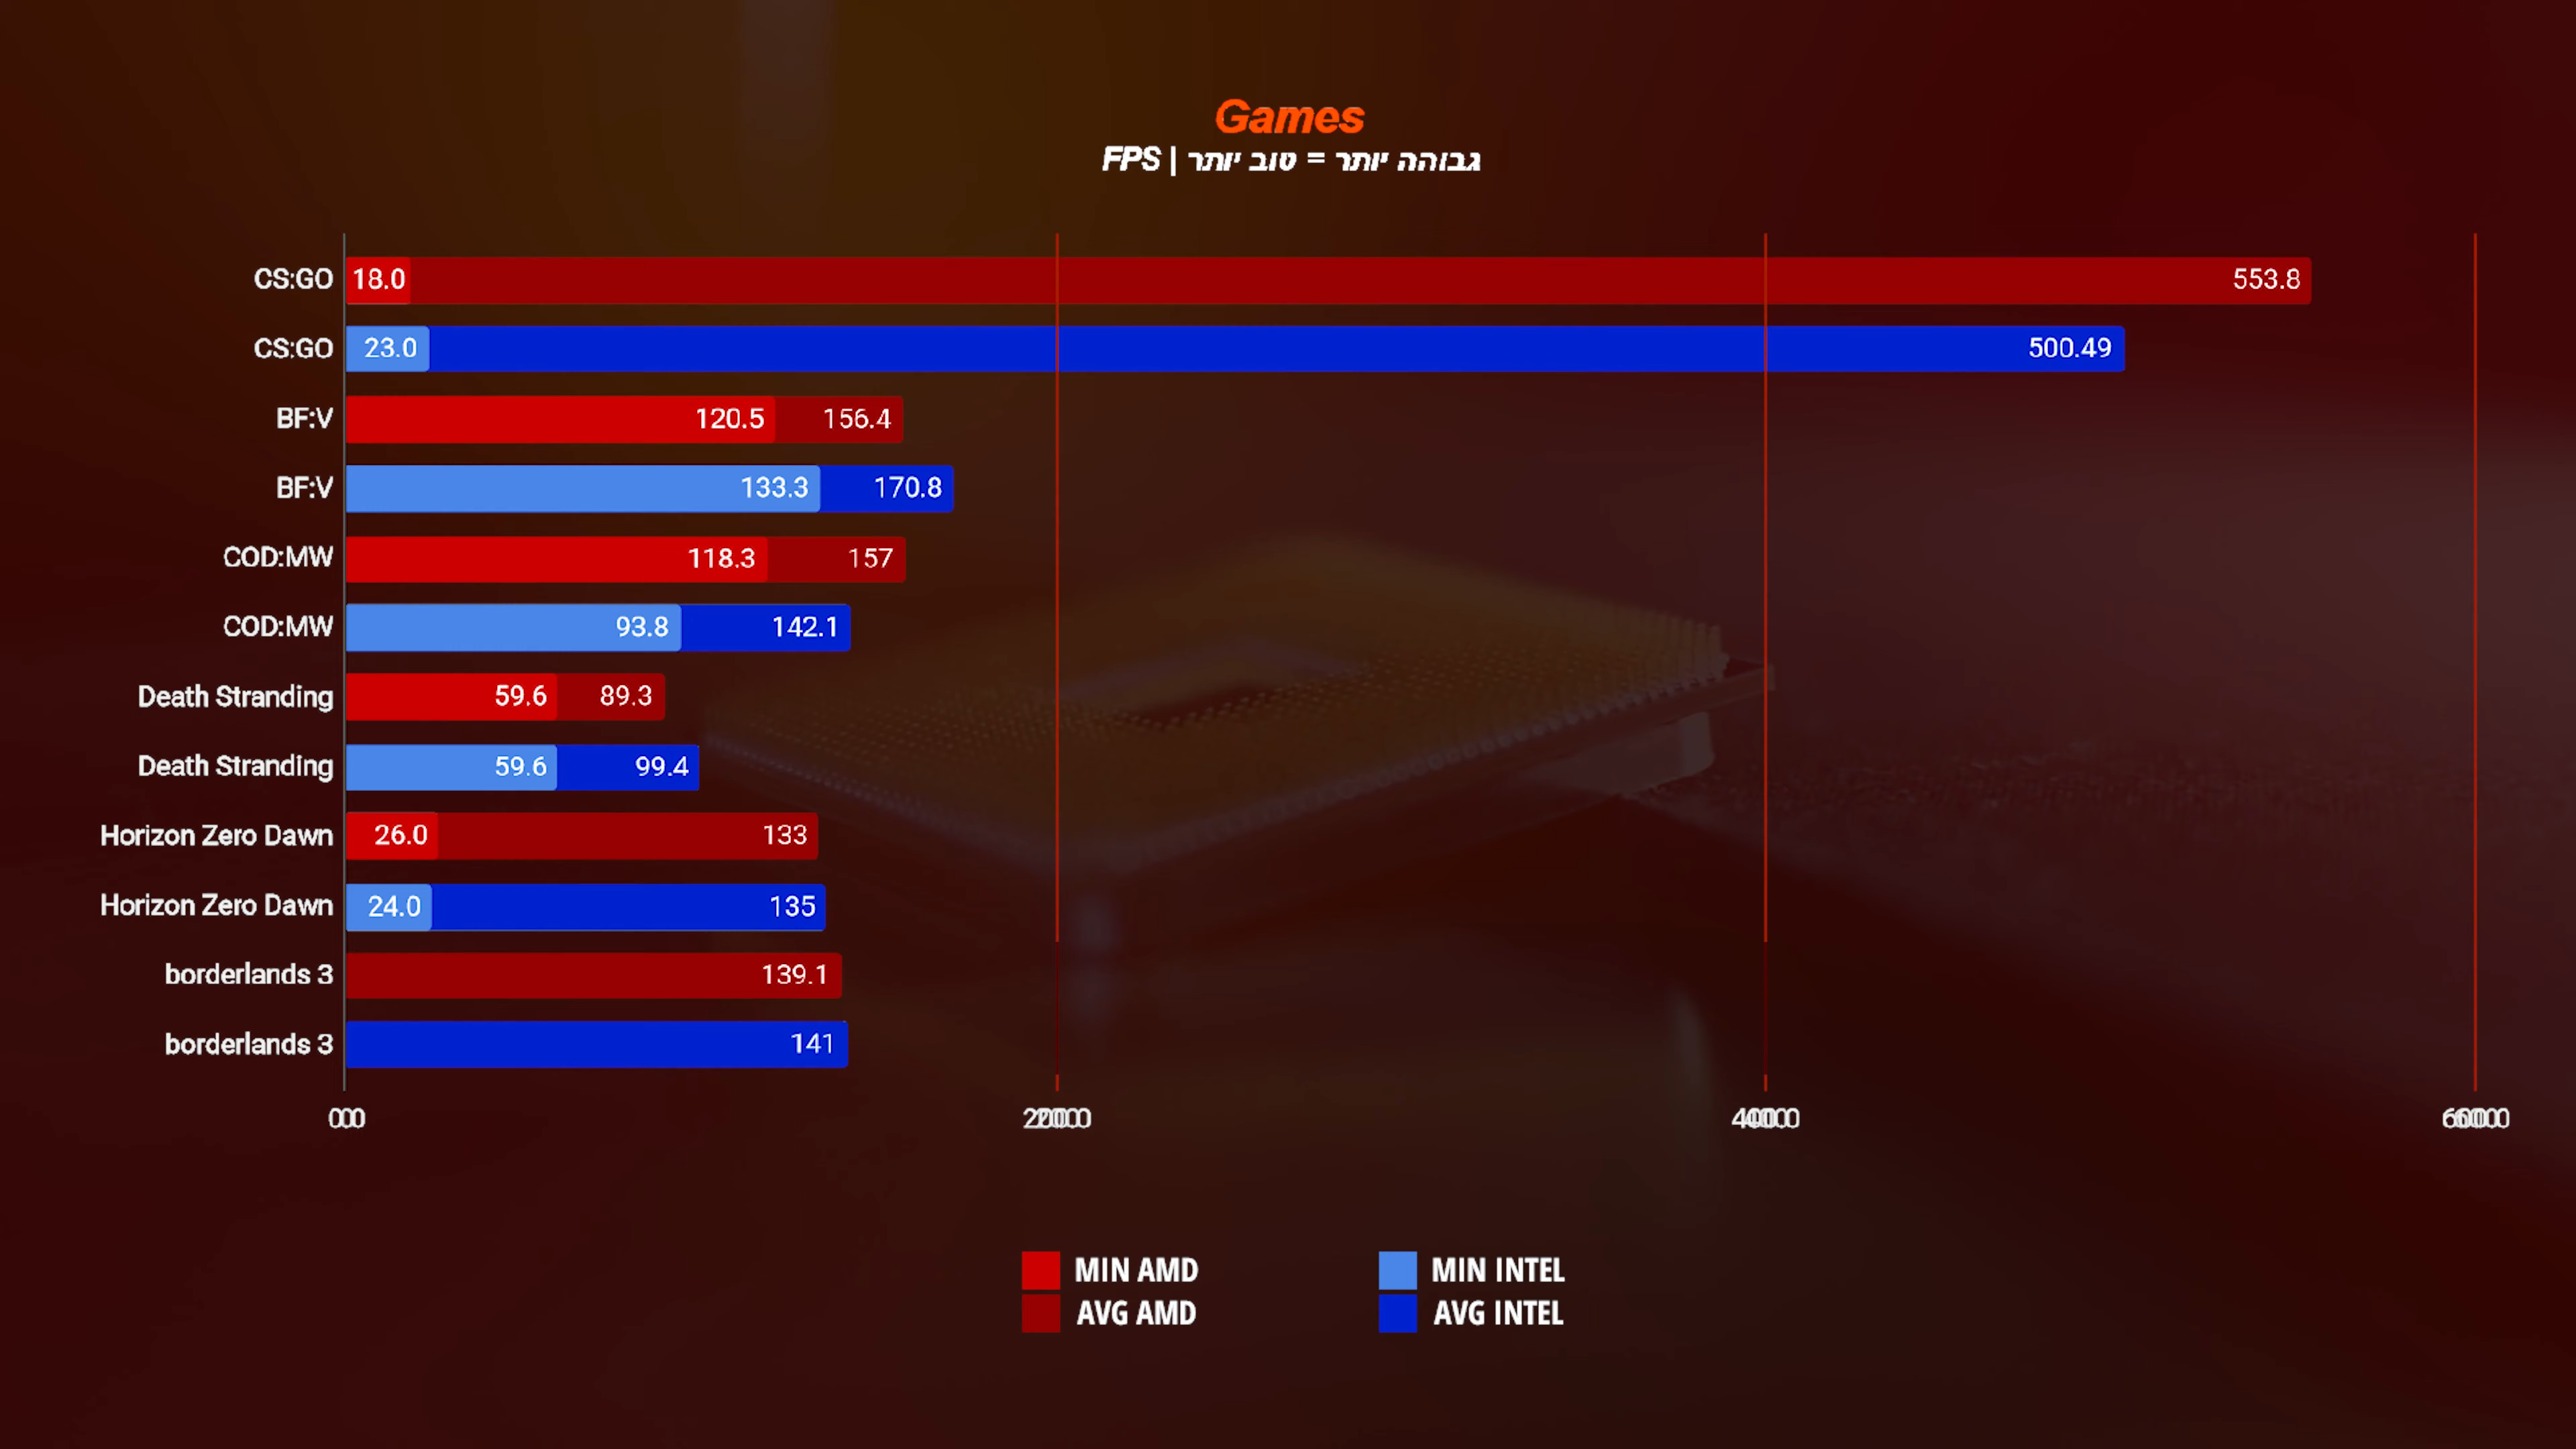 Games
FPS | גבוהה יותר = טוב יותר
CS:GO 18.0 553.8
CS:GO 23.0 500.49
BF:V 120.5 156.4
BF:V 133.3 170.8
COD:MW 118.3 157
COD:MW 93.8 142.1
Death Stranding 59.6 89.3
Death Stranding 59.6 99.4
Horizon Zero Dawn 26.0 133
Horizon Zero Dawn 24.0 135
borderlands 3 139.1
borderlands 3 141
MIN AMD MIN INTEL
AVG AMD AVG INTEL